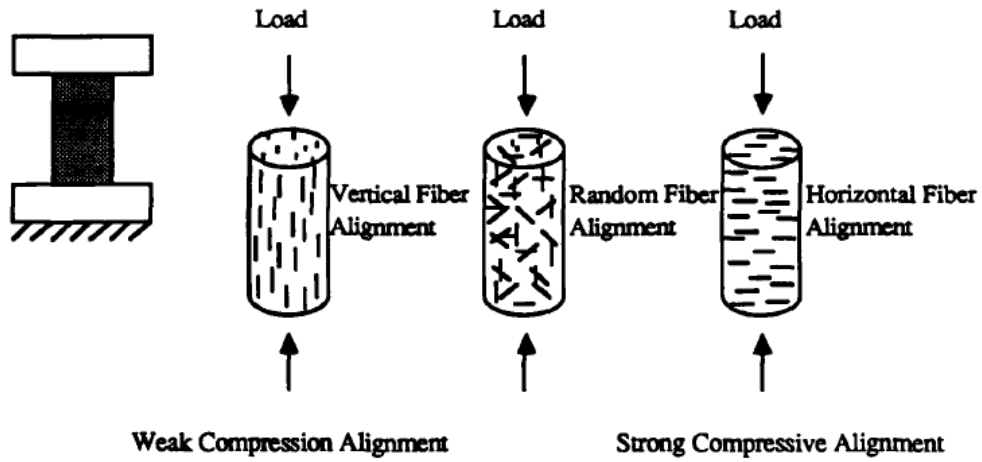 Load
Load
Load
Vertical Fiber
Alignment
Random Fiber
Alignment
Horizontal Fiber
Alignment
Weak Compression Alignment
Strong Compressive Alignment